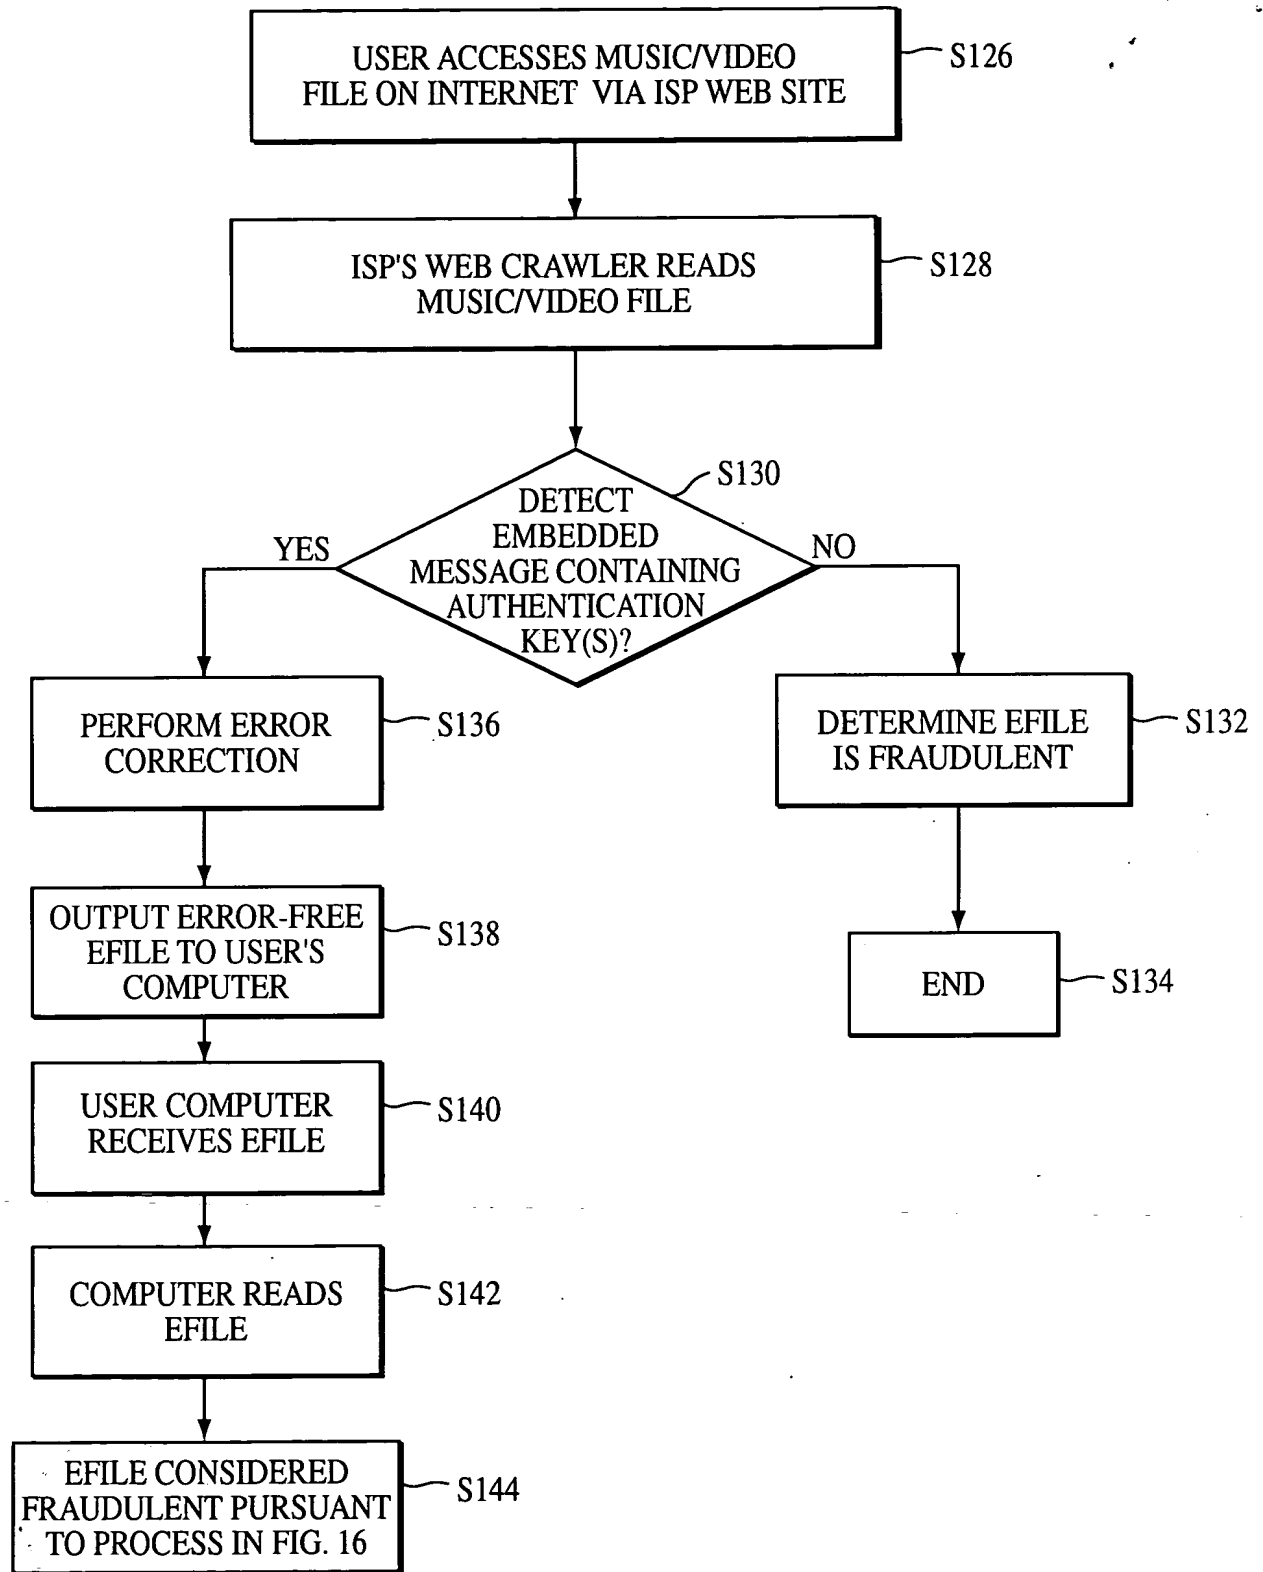 USER ACCESSES MUSIC/VIDEO
FILE ON INTERNET VIA ISP WEB SITE
S126
ISP'S WEB CRAWLER READS
MUSIC/VIDEO FILE
S128
DETECT
EMBEDDED
MESSAGE CONTAINING
AUTHENTICATION
KEY(S)?
S130
YES
NO
PERFORM ERROR
CORRECTION
S136
DETERMINE EFILE
IS FRAUDULENT
S132
OUTPUT ERROR-FREE
EFILE TO USER'S
COMPUTER
S138
END
S134
USER COMPUTER
RECEIVES EFILE
S140
COMPUTER READS
EFILE
S142
EFILE CONSIDERED
FRAUDULENT PURSUANT
TO PROCESS IN FIG. 16
S144